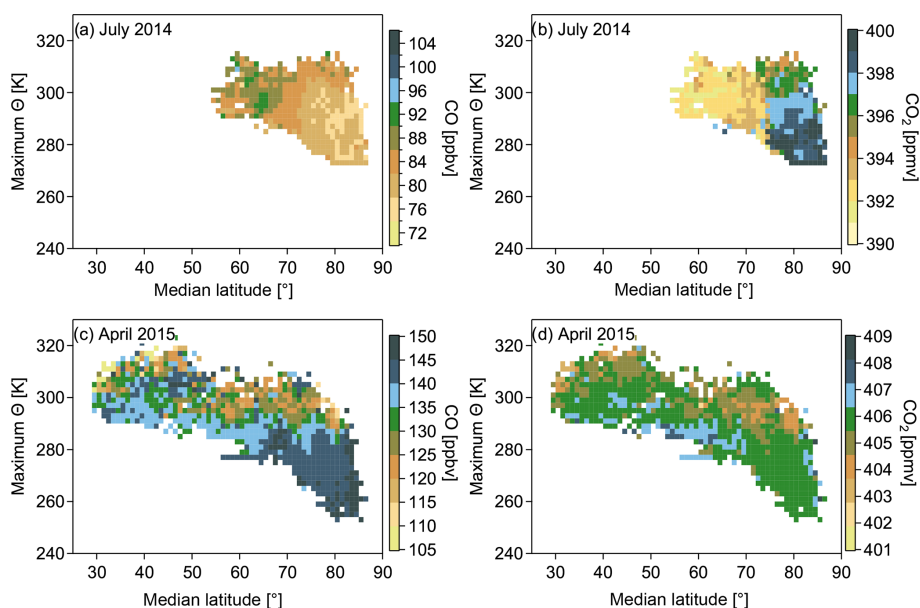 (a) July 2014
320
300
280
260
240
Maximum Θ [K]
30 40 50 60 70 80 90
Median latitude [°]
104
100
96
92
88
84
80
76
72
CO [ppbv]
(b) July 2014
320
300
280
260
240
Maximum Θ [K]
30 40 50 60 70 80 90
Median latitude [°]
400
398
396
394
392
390
CO₂ [ppmv]
(c) April 2015
320
300
280
260
240
Maximum Θ [K]
30 40 50 60 70 80 90
Median latitude [°]
150
145
140
135
130
125
120
115
110
105
CO [ppbv]
(d) April 2015
320
300
280
260
240
Maximum Θ [K]
30 40 50 60 70 80 90
Median latitude [°]
409
408
407
406
405
404
403
402
401
CO₂ [ppmv]